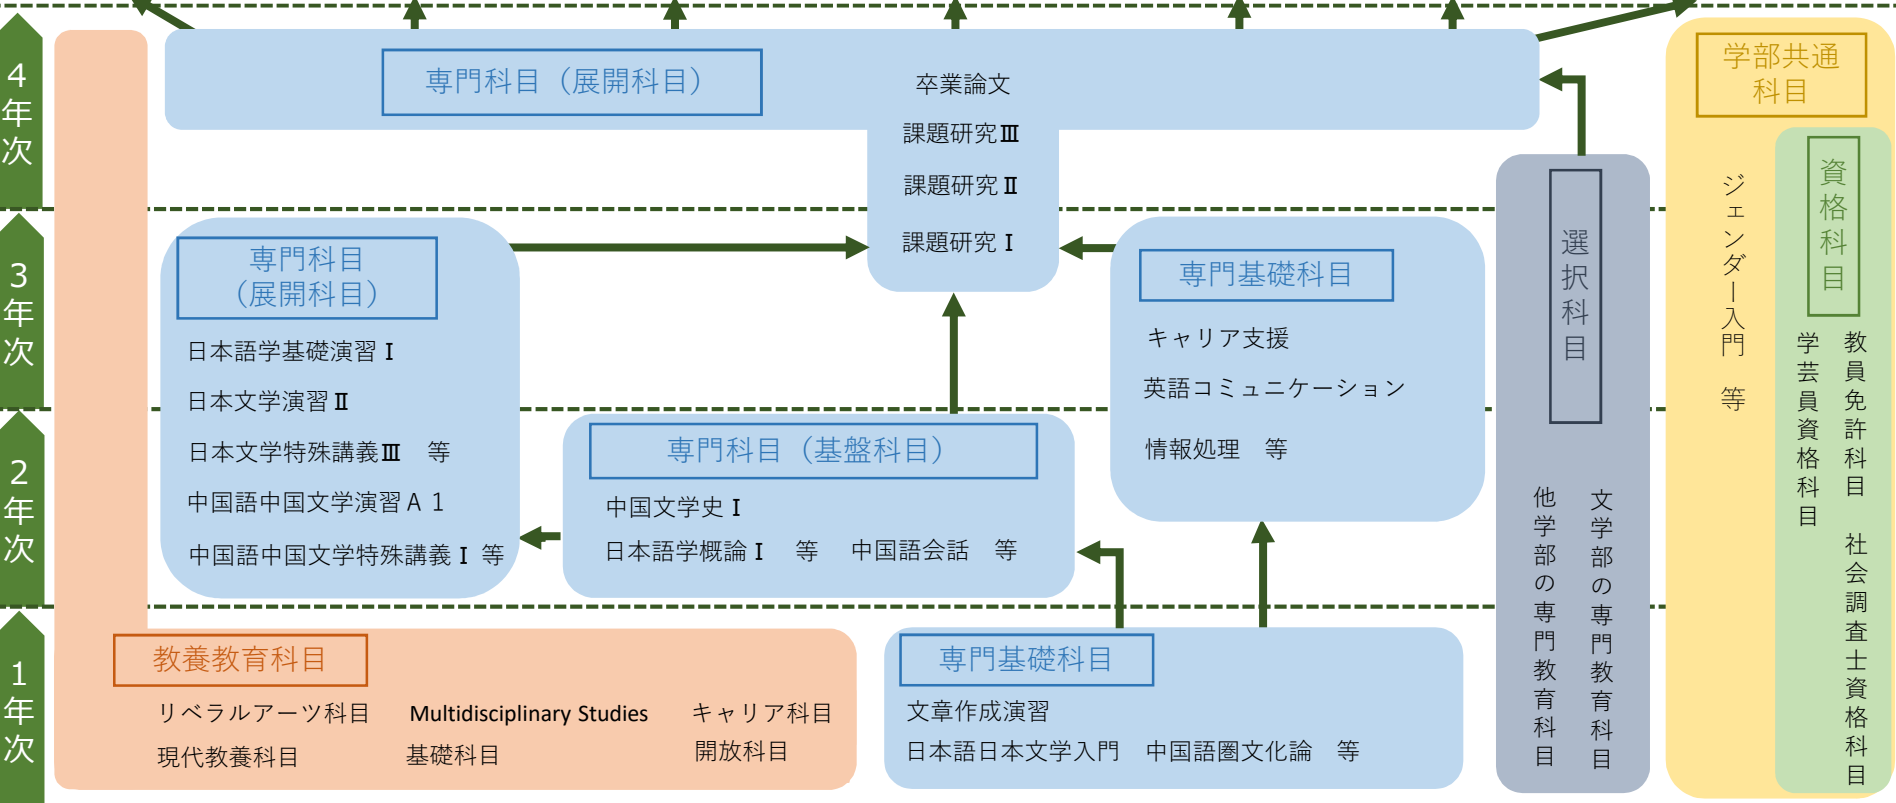 4年次
専門科目（展開科目）
卒業論文
課題研究Ⅲ
課題研究Ⅱ
課題研究Ⅰ
3年次
専門科目
（展開科目）
日本語学基礎演習Ⅰ
日本文学演習Ⅱ
日本文学特殊講義Ⅲ　等
中国語中国文学演習Ａ１
中国語中国文学特殊講義Ⅰ 等
専門基礎科目
キャリア支援
英語コミュニケーション
情報処理　等
2年次
専門科目（基盤科目）
中国文学史Ⅰ
日本語学概論Ⅰ　等　中国語会話　等
1年次
教養教育科目
リベラルアーツ科目　Multidisciplinary Studies　キャリア科目
現代教養科目　基礎科目　開放科目
専門基礎科目
文章作成演習
日本語日本文学入門　中国語圏文化論　等
選択科目
文学部の専門教育科目
他学部の専門教育科目
学部共通
科目
ジェンダー入門　等
資格科目
教員免許科目　社会調査士資格科目
学芸員資格科目